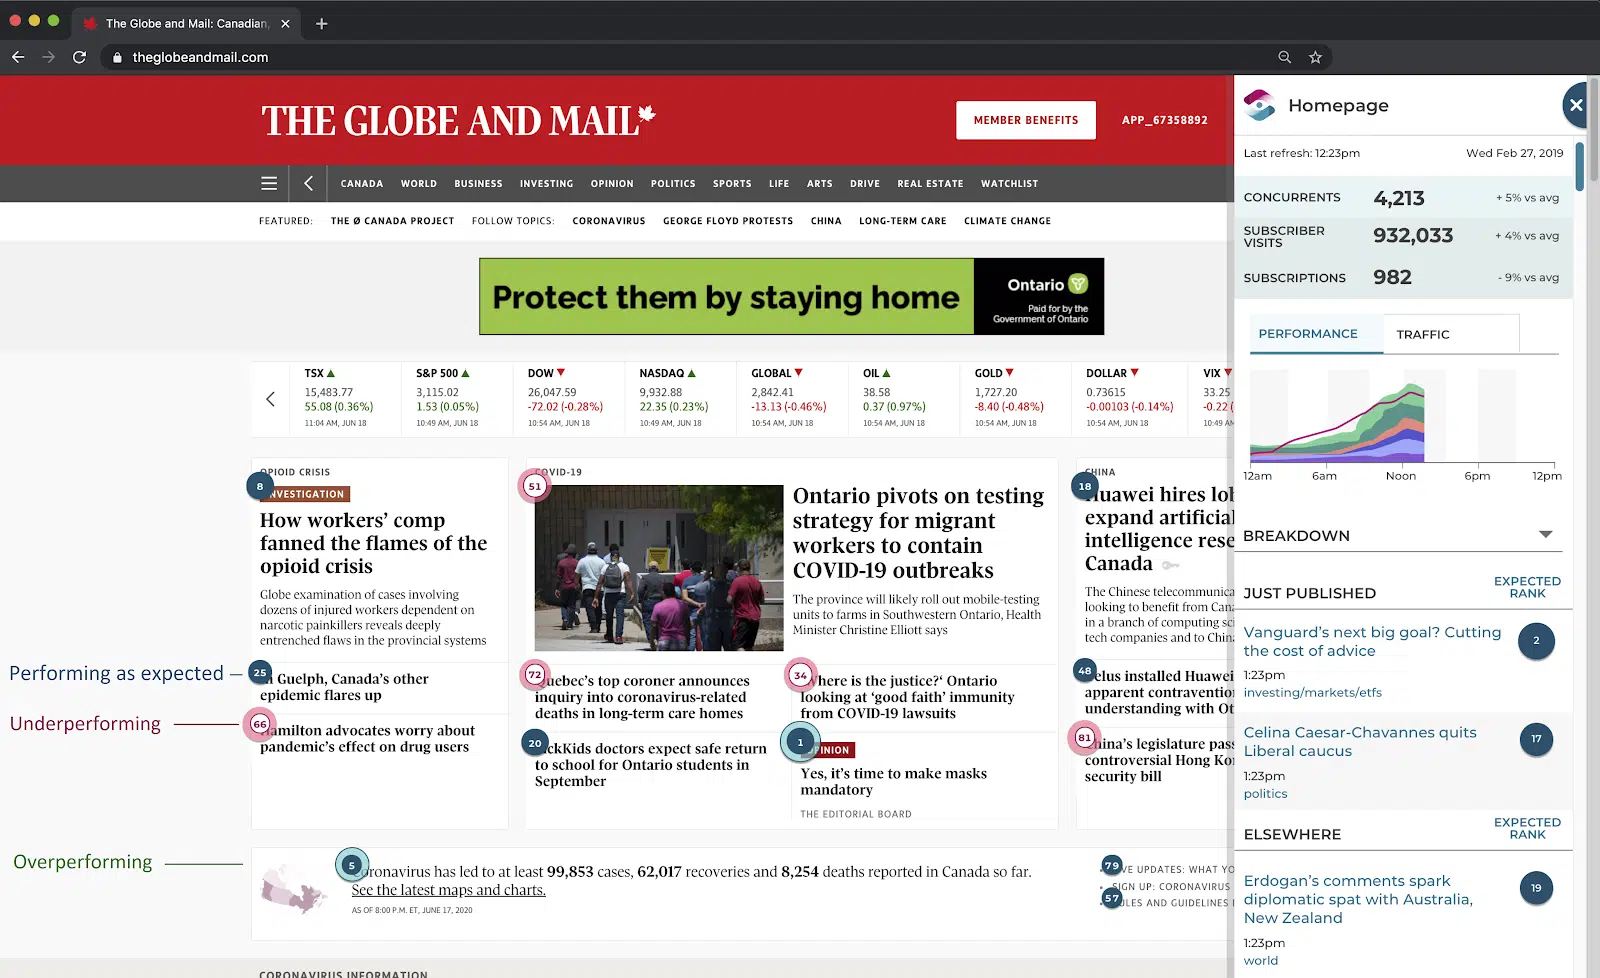 The Globe and Mail: Canadian,
theglobeandmail.com
THE GLOBE AND MAIL
MEMBER BENEFITS
APP_67358892
CANADA WORLD BUSINESS INVESTING OPINION POLITICS SPORTS LIFE ARTS DRIVE REAL ESTATE WATCHLIST
FEATURED: THE Ø CANADA PROJECT FOLLOW TOPICS: CORONAVIRUS GEORGE FLOYD PROTESTS CHINA LONG-TERM CARE CLIMATE CHANGE
Protect them by staying home
Ontario
Paid for by the
Government of Ontario
TSX
15,483.77
55.08 (0.36%)
11:04 AM, JUN 18
S&P 500
3,115.02
1.53 (0.05%)
10:49 AM, JUN 18
DOW
26,047.59
-72.02 (-0.28%)
10:54 AM, JUN 18
NASDAQ
9,932.88
22.35 (0.23%)
10:49 AM, JUN 18
GLOBAL
2,842.41
-13.13 (-0.46%)
10:54 AM, JUN 18
OIL
38.58
0.37 (0.97%)
10:54 AM, JUN 18
GOLD
1,727.20
-8.40 (-0.48%)
10:54 AM, JUN 18
DOLLAR
0.73615
-0.00103 (-0.14%)
10:54 AM, JUN 18
VIX
33.25
-0.22 (
10:49 A
OPIOID CRISIS
8
INVESTIGATION
How workers’ comp
fanned the flames of the
opioid crisis
Globe examination of cases involving
dozens of injured workers dependent on
narcotic painkillers reveals deeply
entrenched flaws in the provincial systems
Performing as expected
25
Guelph, Canada’s other
epidemic flares up
Underperforming
66
Hamilton advocates worry about
pandemic’s effect on drug users
COVID-19
51
Ontario pivots on testing
strategy for migrant
workers to contain
COVID-19 outbreaks
The province will likely roll out mobile-testing
units to farms in Southwestern Ontario, Health
Minister Christine Elliott says
72
Quebec’s top coroner announces
inquiry into coronavirus-related
deaths in long-term care homes
34
‘Where is the justice?‘ Ontario
looking at ‘good faith’ immunity
from COVID-19 lawsuits
20
ickKids doctors expect safe return
to school for Ontario students in
September
1
OPINION
Yes, it’s time to make masks
mandatory
THE EDITORIAL BOARD
CHINA
18
Huawei hires lob
expand artificial
intelligence rese
Canada
The Chinese telecommunica
looking to benefit from Cana
in a branch of computing sci
tech companies and to China
48
elus installed Huawei
apparent contraventio
understanding with Ot
81
China’s legislature pass
controversial Hong Ko
security bill
Overperforming
5
Coronavirus has led to at least 99,853 cases, 62,017 recoveries and 8,254 deaths reported in Canada so far.
See the latest maps and charts.
AS OF 8:00 P.M. ET, JUNE 17, 2020
79
VE UPDATES: WHAT YO
SIGN UP: CORONAVIRUS
57
ULES AND GUIDELINES
CORONAVIRUS INFORMATION
Homepage
Last refresh: 12:23pm Wed Feb 27, 2019
CONCURRENTS 4,213 + 5% vs avg
SUBSCRIBER
VISITS 932,033 + 4% vs avg
SUBSCRIPTIONS 982 - 9% vs avg
PERFORMANCE TRAFFIC
12am 6am Noon 6pm 12pm
BREAKDOWN
JUST PUBLISHED
EXPECTED
RANK
Vanguard’s next big goal? Cutting
the cost of advice
2
1:23pm
investing/markets/etfs
Celina Caesar-Chavannes quits
Liberal caucus
17
1:23pm
politics
ELSEWHERE
EXPECTED
RANK
Erdogan’s comments spark
diplomatic spat with Australia,
New Zealand
19
1:23pm
world